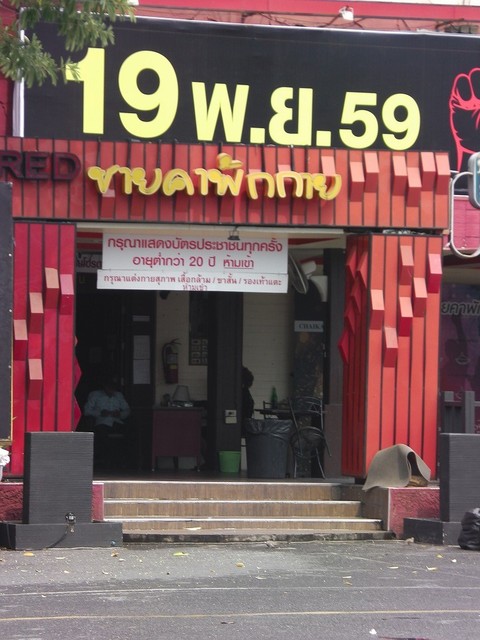 19 พ.ย. 59
RED ชายคาพักกาย
กรุณาแสดงบัตรประชาชนทุกครั้ง
อายุต่ำกว่า 20 ปี ห้ามเข้า
กรุณาแต่งกายสุภาพ เสื้อกล้าม / ขาสั้น / รองเท้าแตะ
ห้ามเข้า